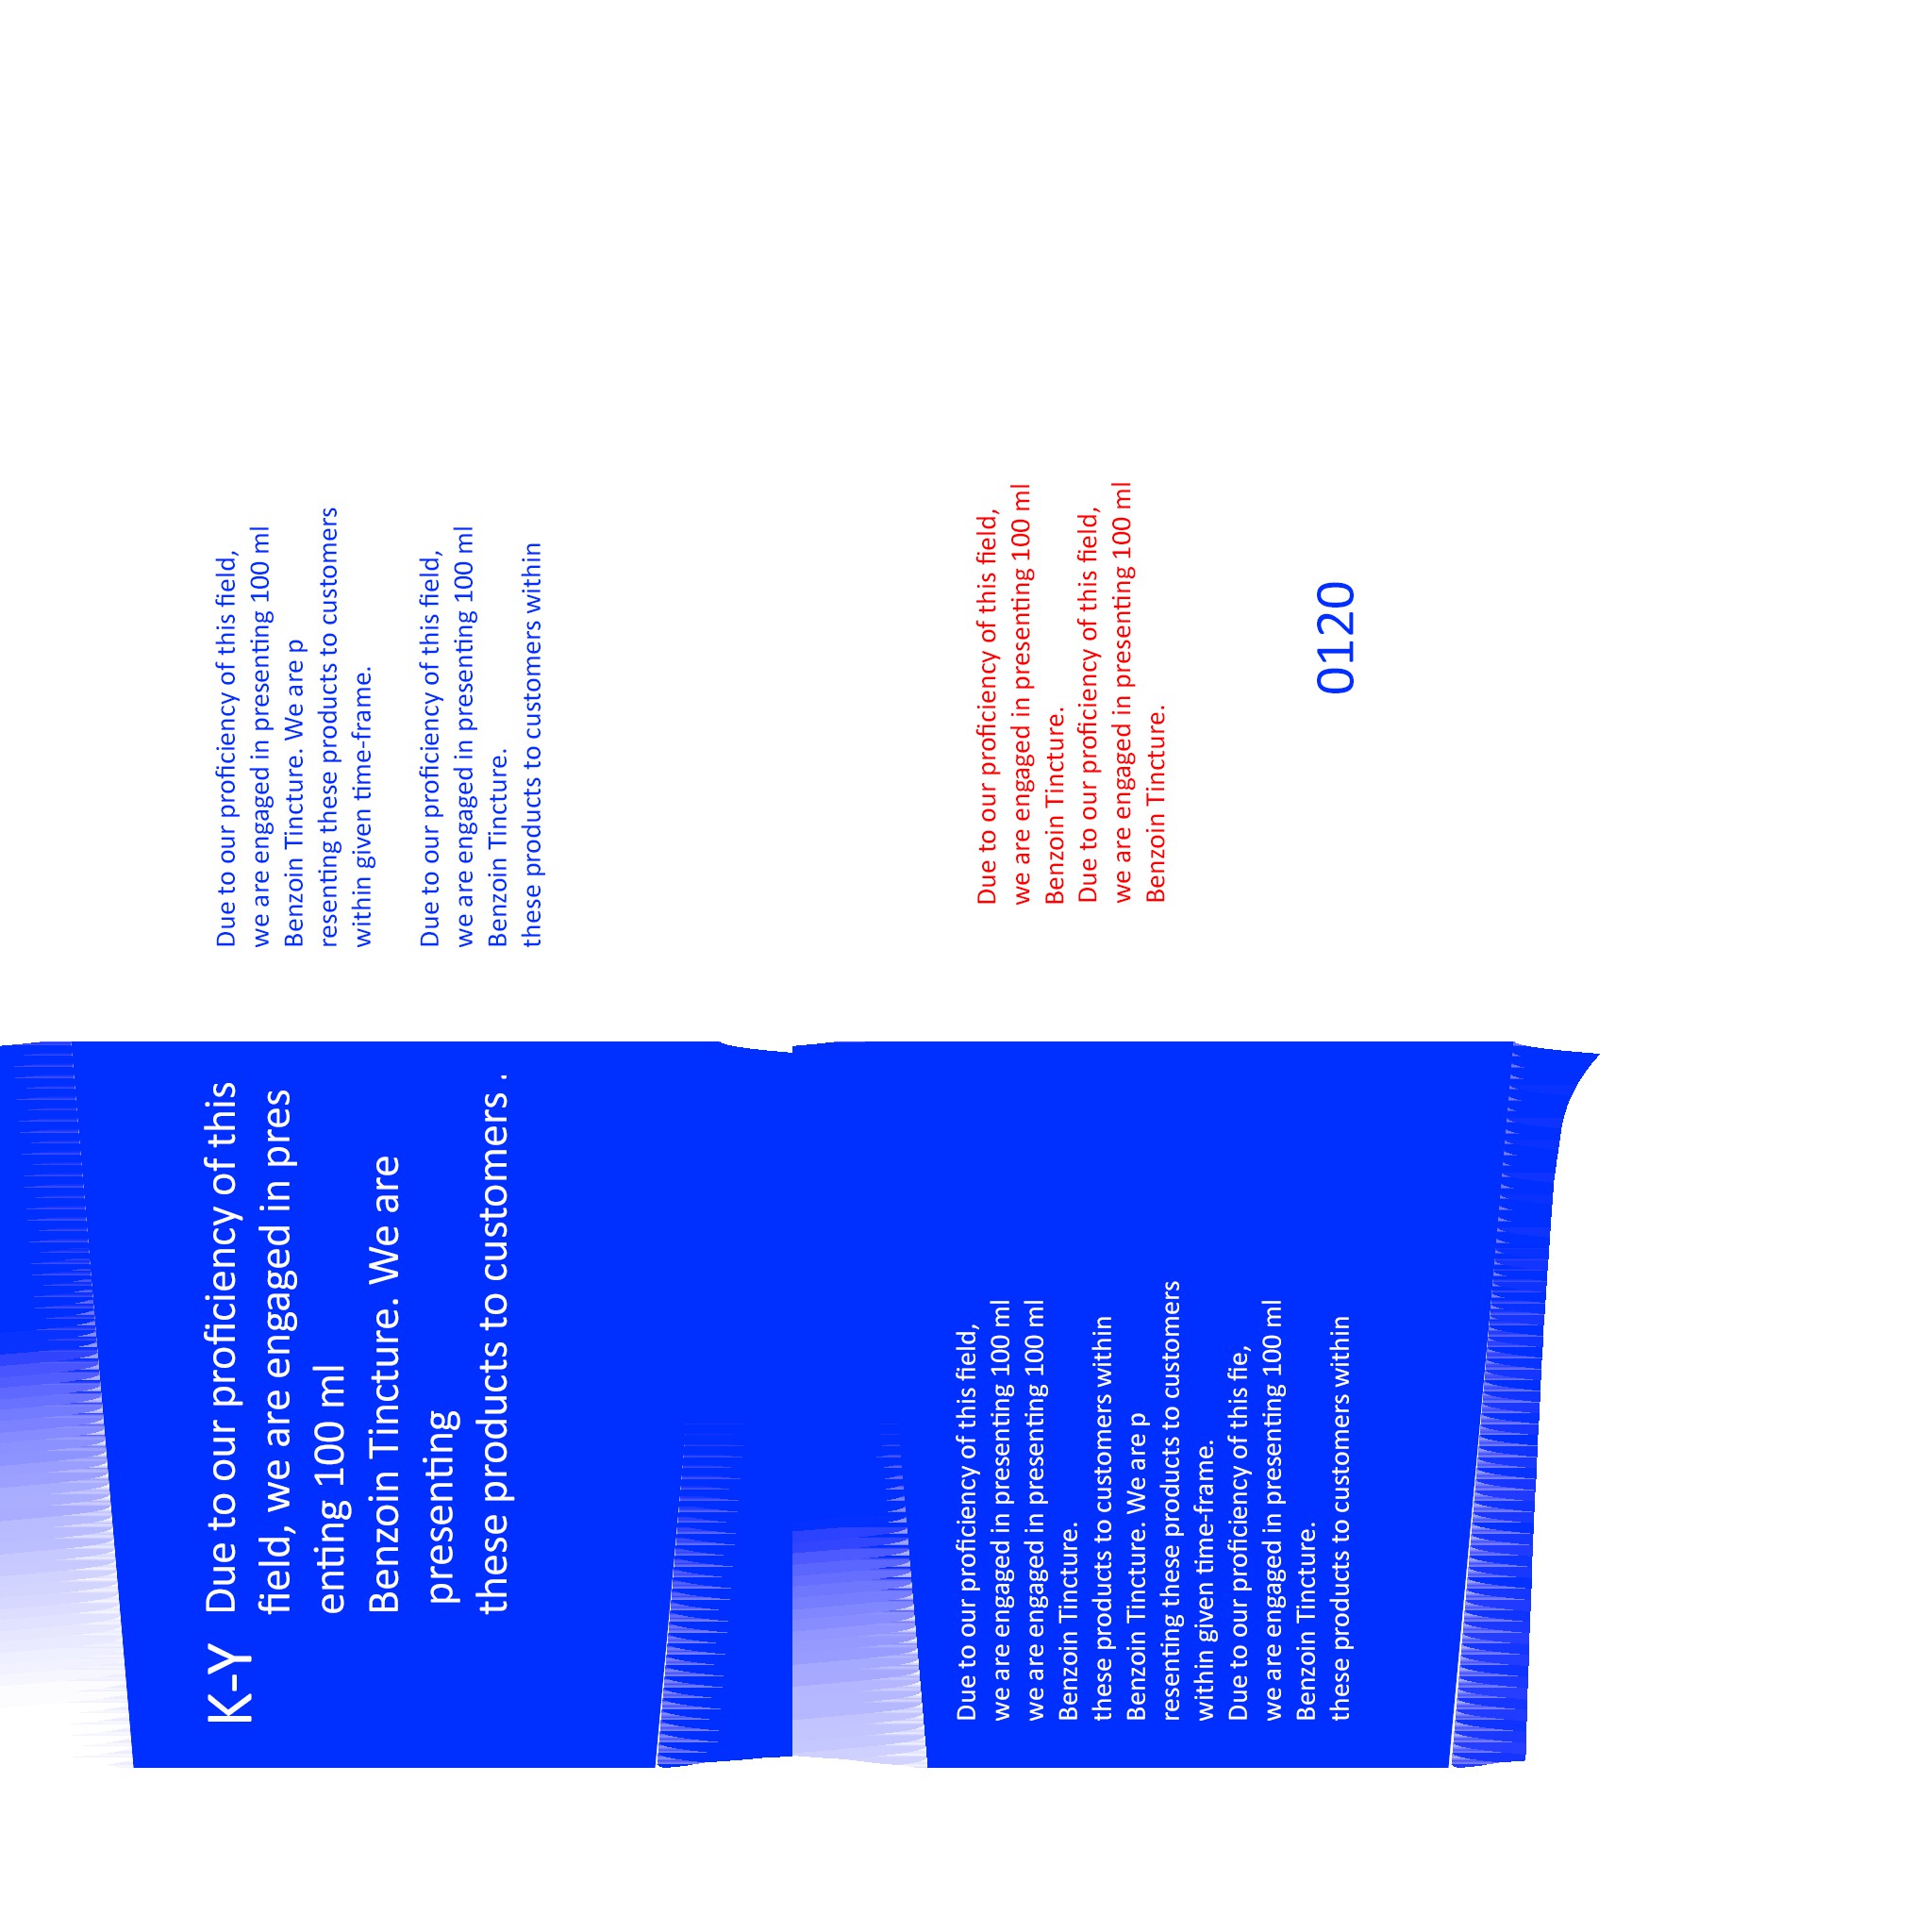 K-Y Due to our proficiency of this
field, we are engaged in pres
enting 100 ml
Benzoin Tincture. We are
presenting
these products to customers .
Due to our proficiency of this field,
we are engaged in presenting 100 ml
Benzoin Tincture. We are p
resenting these products to customers
within given time-frame.
Due to our proficiency of this field,
we are engaged in presenting 100 ml
Benzoin Tincture.
these products to customers within
Due to our proficiency of this field,
we are engaged in presenting 100 ml
we are engaged in presenting 100 ml
Benzoin Tincture.
these products to customers within
Benzoin Tincture. We are p
resenting these products to customers
within given time-frame.
Due to our proficiency of this fie,
we are engaged in presenting 100 ml
Benzoin Tincture.
these products to customers within
Due to our proficiency of this field,
we are engaged in presenting 100 ml
Benzoin Tincture.
Due to our proficiency of this field,
we are engaged in presenting 100 ml
Benzoin Tincture.
0120